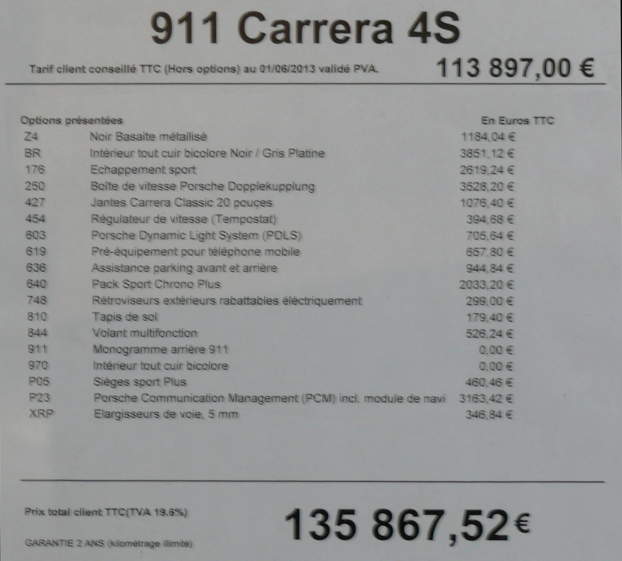 911 Carrera 4S
Tarif client conseillé TTC (Hors options) au 01/06/2013 validé PVA. 113 897,00 €
Options présentées En Euros TTC
Z4 Noir Basalte métallisé 1184,04 €
BR Intérieur tout cuir bicolore Noir / Gris Platine 3851,12 €
176 Echappement sport 2619,24 €
250 Boîte de vitesse Porsche Dopplekupplung 3528,20 €
427 Jantes Carrera Classic 20 pouces 1076,40 €
454 Régulateur de vitesse (Tempostat) 394,68 €
603 Porsche Dynamic Light System (PDLS) 705,64 €
619 Pré-équipement pour téléphone mobile 657,80 €
636 Assistance parking avant et arrière 944,84 €
640 Pack Sport Chrono Plus 2033,20 €
748 Rétroviseurs extérieurs rabattables éléctriquement 299,00 €
810 Tapis de sol 179,40 €
844 Volant multifonction 526,24 €
911 Monogramme arrière 911 0,00 €
970 Intérieur tout cuir bicolore 0,00 €
P05 Sièges sport Plus 460,46 €
P23 Porsche Communication Management (PCM) incl. module de navi 3163,42 €
XRP Elargisseurs de voie, 5 mm 346,84 €
Prix total client TTC(TVA 19.6%) 135 867,52 €
GARANTIE 2 ANS (kilométrage illimité)